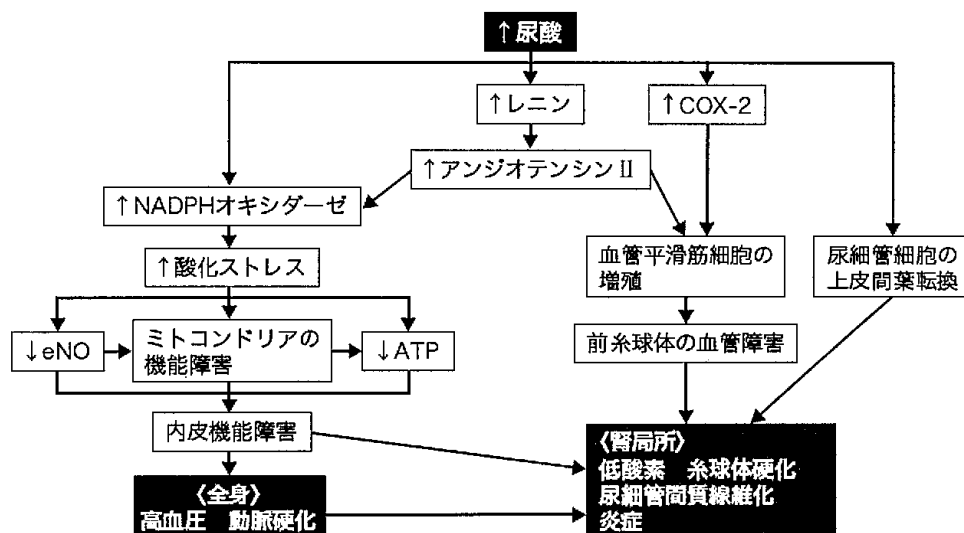 ↑尿酸
↑レニン
↑COX-2
↑アンジオテンシンⅡ
↑NADPHオキシダーゼ
↑酸化ストレス
血管平滑筋細胞の
増殖
尿細管細胞の
上皮間葉転換
↓eNO
ミトコンドリアの
機能障害
↓ATP
前糸球体の血管障害
内皮機能障害
〈腎局所〉
低酸素 糸球体硬化
尿細管間質線維化
炎症
〈全身〉
高血圧 動脈硬化